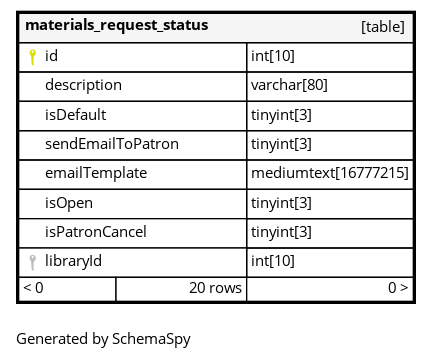 materials_request_status [table]
id int[10]
description varchar[80]
isDefault tinyint[3]
sendEmailToPatron tinyint[3]
emailTemplate mediumtext[16777215]
isOpen tinyint[3]
isPatronCancel tinyint[3]
libraryId int[10]
< 0 20 rows 0 >
Generated by SchemaSpy